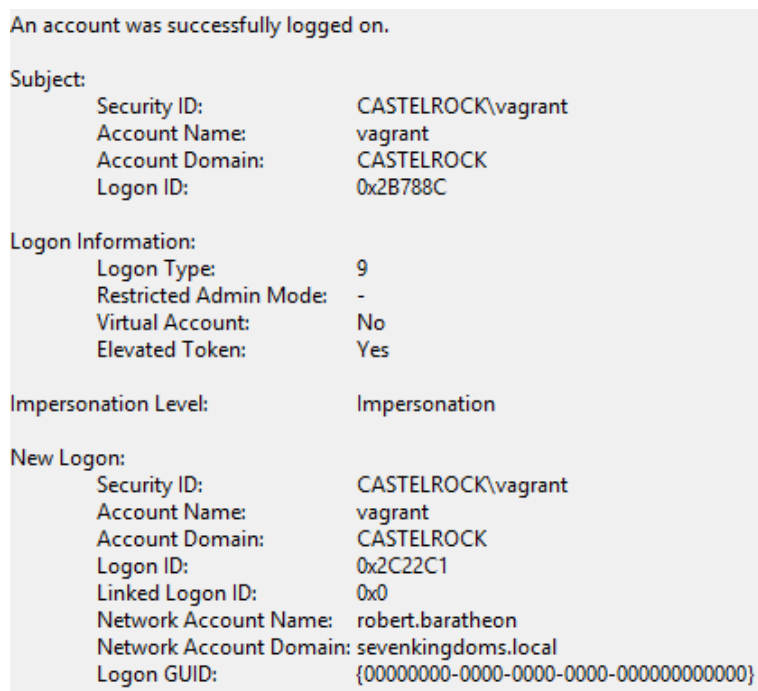 An account was successfully logged on.
Subject:
Security ID: CASTELROCK\vagrant
Account Name: vagrant
Account Domain: CASTELROCK
Logon ID: 0x2B788C
Logon Information:
Logon Type: 9
Restricted Admin Mode: -
Virtual Account: No
Elevated Token: Yes
Impersonation Level: Impersonation
New Logon:
Security ID: CASTELROCK\vagrant
Account Name: vagrant
Account Domain: CASTELROCK
Logon ID: 0x2C22C1
Linked Logon ID: 0x0
Network Account Name: robert.baratheon
Network Account Domain: sevenkingdoms.local
Logon GUID: {00000000-0000-0000-0000-000000000000}